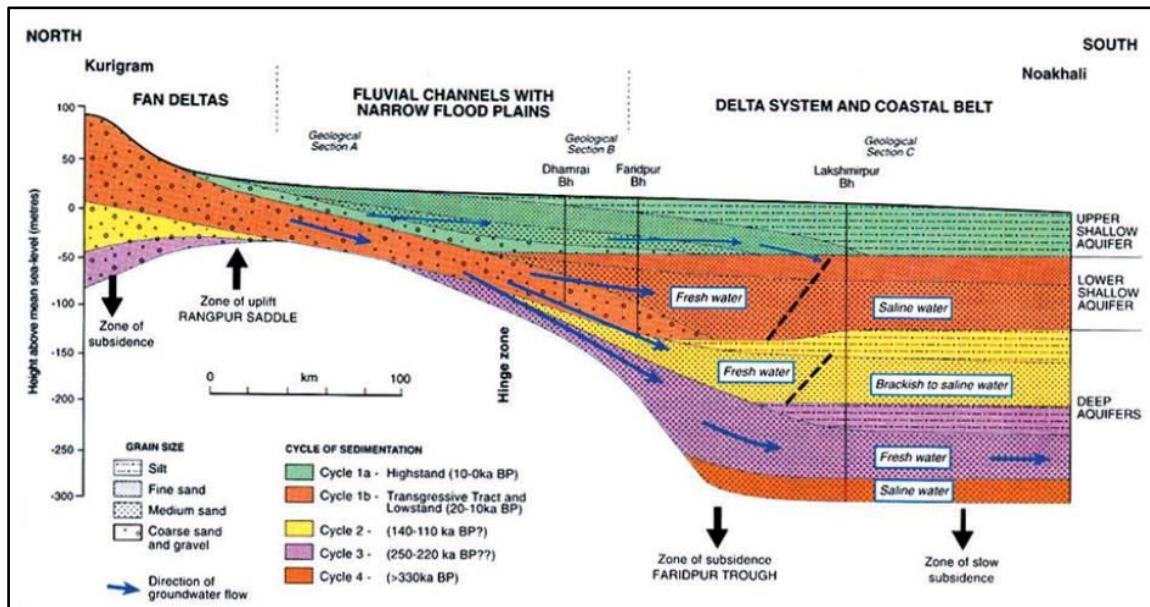 NORTH
SOUTH
Kurigram
Noakhali
FAN DELTAS
FLUVIAL CHANNELS WITH
NARROW FLOOD PLAINS
DELTA SYSTEM AND COASTAL BELT
Geological
Section A
Geological
Section B
Geological
Section C
Dhamrai
Bh
Faridpur
Bh
Lakshmirpur
Bh
Height above mean sea-level (metres)
100
50
0
-50
-100
-150
-200
-250
-300
UPPER
SHALLOW
AQUIFER
LOWER
SHALLOW
AQUIFER
DEEP
AQUIFERS
Zone of
subsidence
Zone of uplift
RANGPUR SADDLE
Hinge zone
0 100
km
Fresh water
Saline water
Fresh water
Brackish to saline water
Fresh water
Saline water
GRAIN SIZE
Silt
Fine sand
Medium sand
Coarse sand
and gravel
Direction of
groundwater flow
CYCLE OF SEDIMENTATION
Cycle 1a - Highstand (10-0ka BP)
Cycle 1b - Transgressive Tract and
Lowstand (20-10ka BP)
Cycle 2 - (140-110 ka BP?)
Cycle 3 - (250-220 ka BP??)
Cycle 4 - (>330ka BP)
Zone of subsidence
FARIDPUR TROUGH
Zone of slow
subsidence